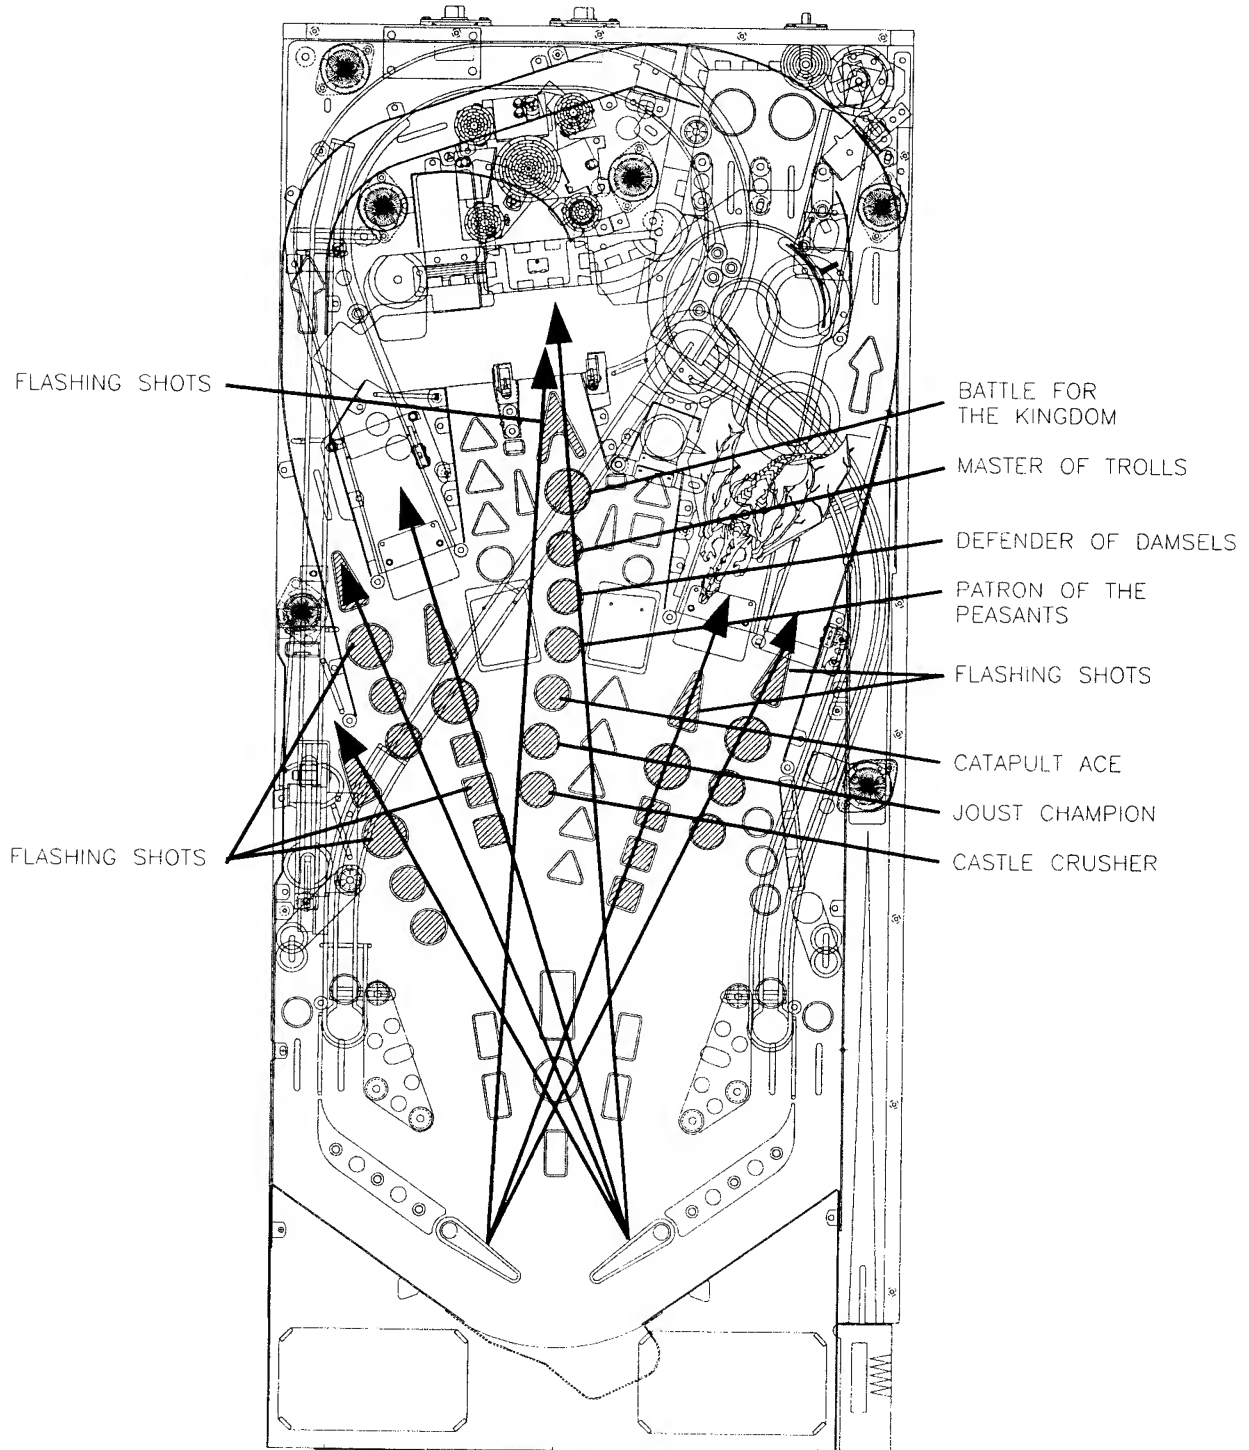 FLASHING SHOTS
BATTLE FOR
THE KINGDOM
MASTER OF TROLLS
DEFENDER OF DAMSELS
PATRON OF THE
PEASANTS
FLASHING SHOTS
CATAPULT ACE
JOUST CHAMPION
FLASHING SHOTS
CASTLE CRUSHER